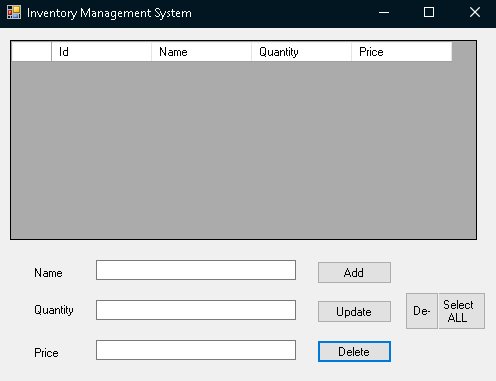 Inventory Management System
Id Name Quantity Price
Name Add
Quantity Update De- Select
ALL
Price Delete